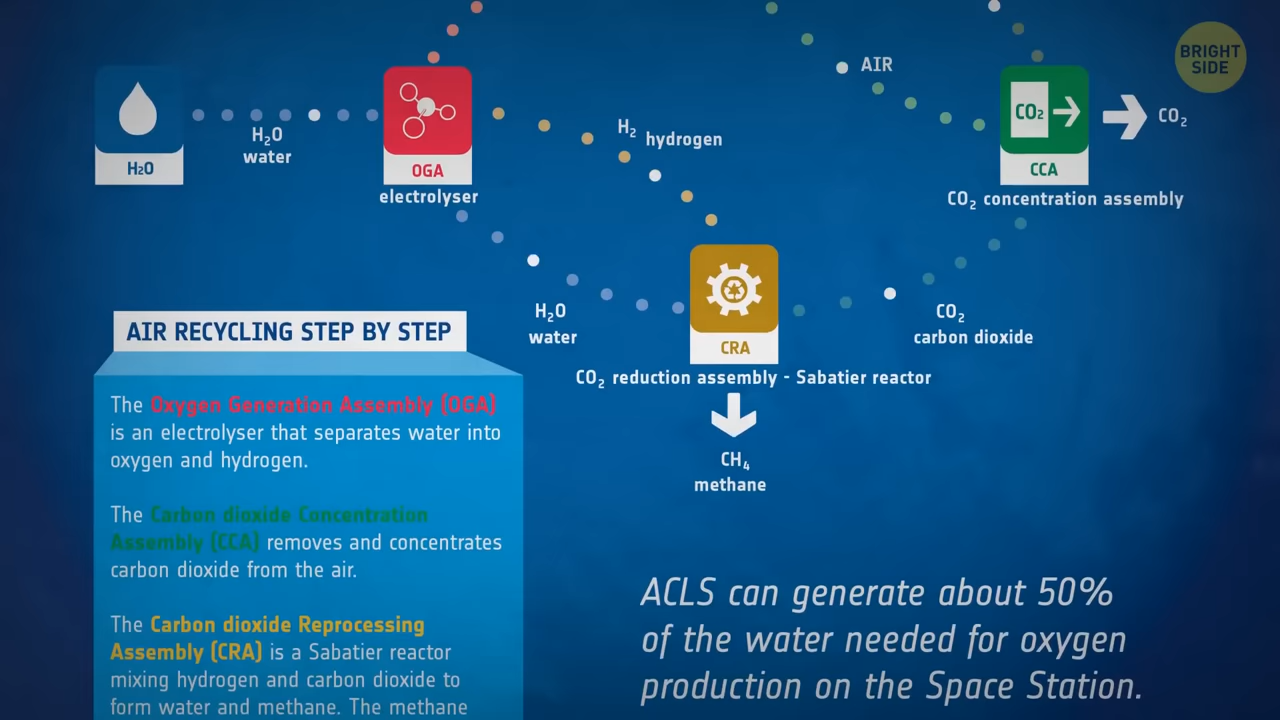 BRIGHT
SIDE
AIR
H₂O
H₂O
water
OGA
electrolyser
H₂ hydrogen
CO₂
CO₂
CCA
CO₂ concentration assembly
H₂O
water
CRA
CO₂ reduction assembly - Sabatier reactor
CO₂
carbon dioxide
CH₄
methane
AIR RECYCLING STEP BY STEP
The Oxygen Generation Assembly (OGA)
is an electrolyser that separates water into
oxygen and hydrogen.
The Carbon dioxide Concentration
Assembly (CCA) removes and concentrates
carbon dioxide from the air.
The Carbon dioxide Reprocessing
Assembly (CRA) is a Sabatier reactor
mixing hydrogen and carbon dioxide to
form water and methane. The methane
ACLS can generate about 50%
of the water needed for oxygen
production on the Space Station.